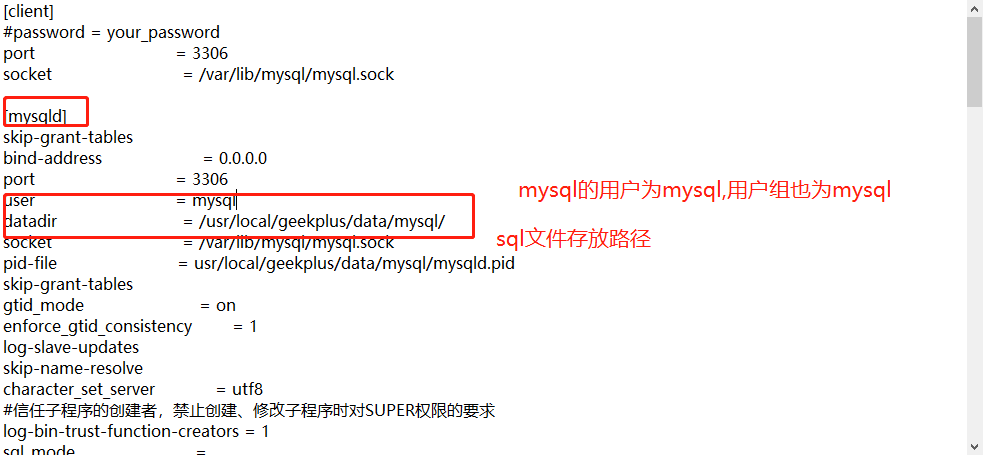 [client]
#password = your_password
port = 3306
socket = /var/lib/mysql/mysql.sock
[mysqld]
skip-grant-tables
bind-address = 0.0.0.0
port = 3306
user = mysql
mysql的用户为mysql,用户组也为mysql
datadir = /usr/local/geekplus/data/mysql/
sql文件存放路径
socket = /var/lib/mysql/mysql.sock
pid-file = usr/local/geekplus/data/mysql/mysqld.pid
skip-grant-tables
gtid_mode = on
enforce_gtid_consistency = 1
log-slave-updates
skip-name-resolve
character_set_server = utf8
#信任子程序的创建者，禁止创建、修改子程序时对SUPER权限的要求
log-bin-trust-function-creators = 1
sql_mode =